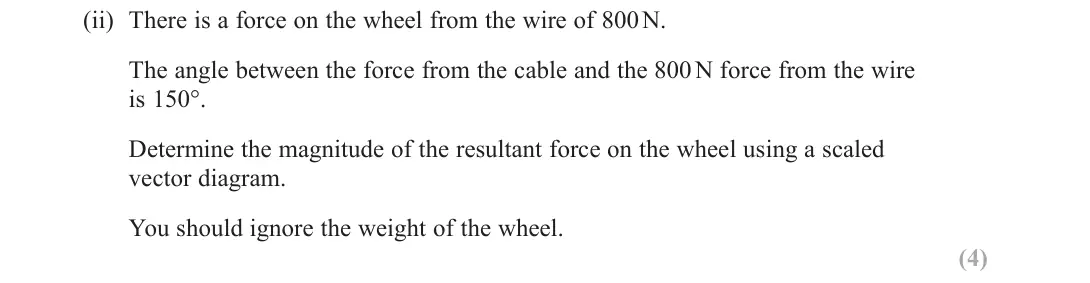 (ii) There is a force on the wheel from the wire of 800 N.
The angle between the force from the cable and the 800 N force from the wire
is 150°.
Determine the magnitude of the resultant force on the wheel using a scaled
vector diagram.
You should ignore the weight of the wheel.
(4)